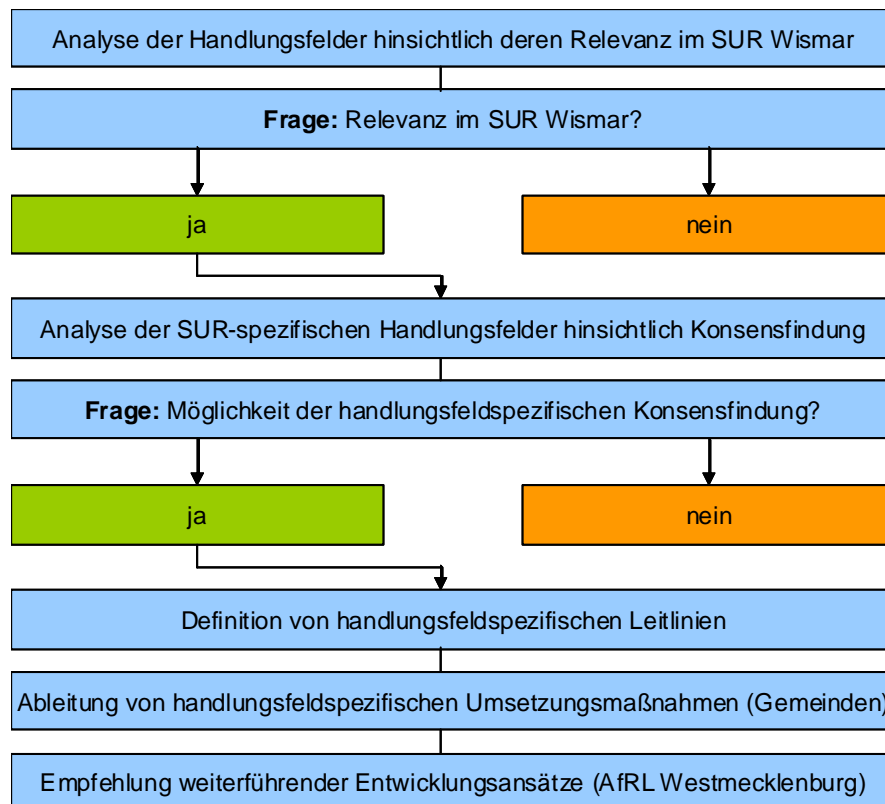 Analyse der Handlungsfelder hinsichtlich deren Relevanz im SUR Wismar
Frage: Relevanz im SUR Wismar?
ja
nein
Analyse der SUR-spezifischen Handlungsfelder hinsichtlich Konsensfindung
Frage: Möglichkeit der handlungsfeldspezifischen Konsensfindung?
ja
nein
Definition von handlungsfeldspezifischen Leitlinien
Ableitung von handlungsfeldspezifischen Umsetzungsmaßnahmen (Gemeinden)
Empfehlung weiterführender Entwicklungsansätze (AfRL Westmecklenburg)